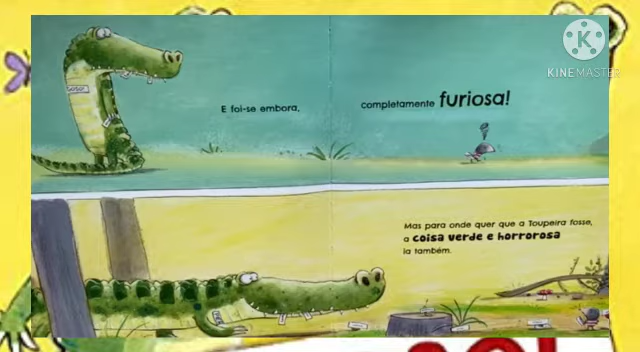 KINEMASTER
E foi-se embora,
completamente furiosa!
Mas para onde quer que a Toupeira fosse,
a coisa verde e horrorosa
ia também.